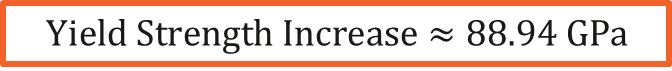 Yield Strength Increase ≈ 88.94 GPa